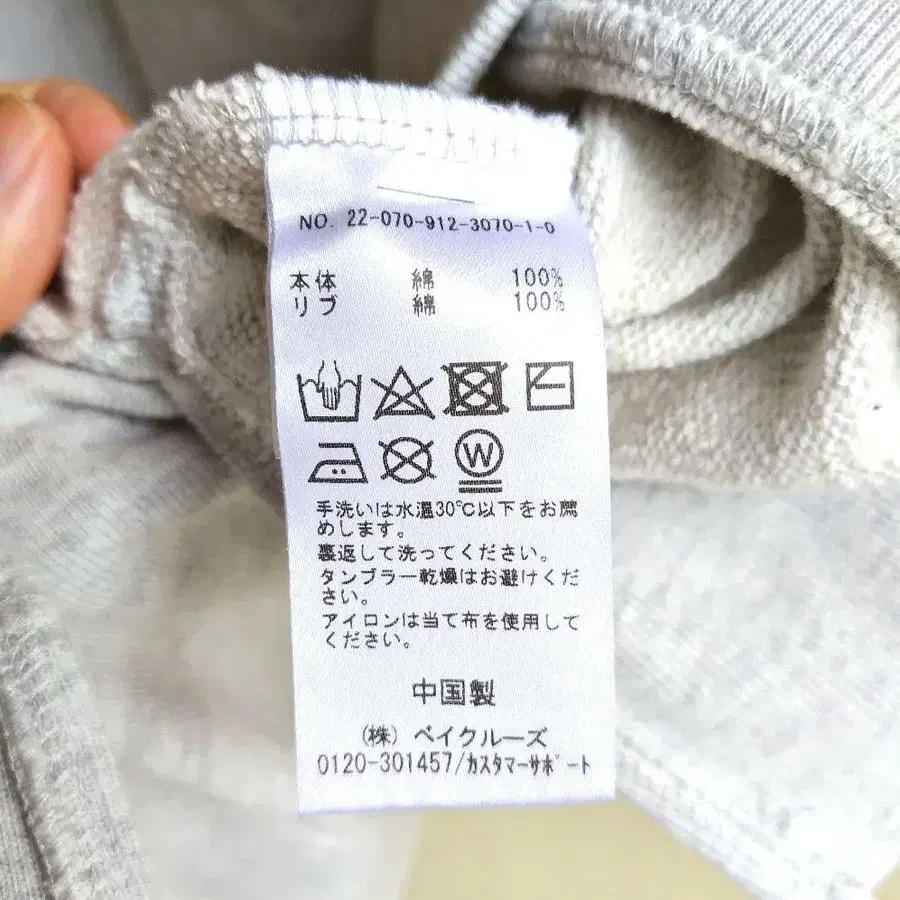 NO. 22-070-912-3070-1-0
本体 綿 100%
リブ 綿 100%
W
手洗いは水温30℃以下をお薦
めします。
裏返して洗ってください。
タンブラー乾燥はお避けくだ
さい。
アイロンは当て布を使用して
ください。
中国製
(株) ベイクルーズ
0120-301457/ｶｽﾀﾏｰｻﾎﾟｰﾄ